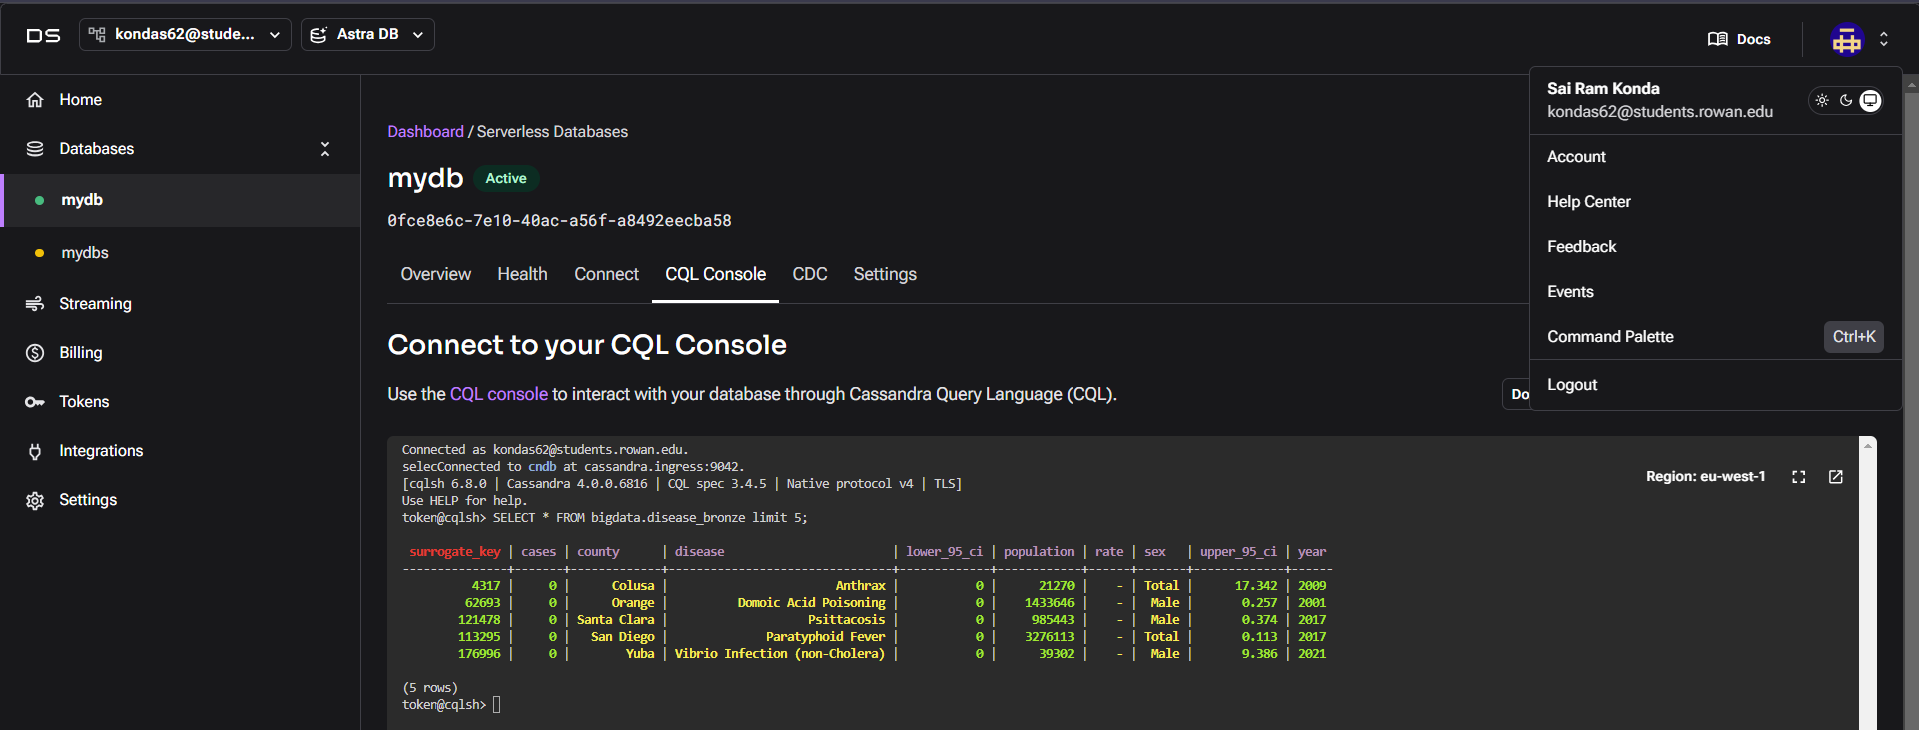 DS kondas62@stude... Astra DB Docs
Sai Ram Konda
kondas62@students.rowan.edu
Account
Help Center
Feedback
Events
Command Palette Ctrl+K
Logout
Home
Databases
mydb
mydbs
Streaming
Billing
Tokens
Integrations
Settings
Dashboard / Serverless Databases
mydb Active
0fce8e6c-7e10-40ac-a56f-a8492eecba58
Overview Health Connect CQL Console CDC Settings
Connect to your CQL Console
Use the CQL console to interact with your database through Cassandra Query Language (CQL). Do
Region: eu-west-1
Connected as kondas62@students.rowan.edu.
selecConnected to cndb at cassandra.ingress:9042.
[cqlsh 6.8.0 | Cassandra 4.0.0.6816 | CQL spec 3.4.5 | Native protocol v4 | TLS]
Use HELP for help.
token@cqlsh> SELECT * FROM bigdata.disease_bronze limit 5;
surrogate_key | cases | county | disease | lower_95_ci | population | rate | sex | upper_95_ci | year
---------------+-------+-------------+--------------------------------+-------------+------------+------+-------+-------------+------
4317 | 0 | Colusa | Anthrax | 0 | 21270 | - | Total | 17.342 | 2009
62693 | 0 | Orange | Domoic Acid Poisoning | 0 | 1433646 | - | Male | 0.257 | 2001
121478 | 0 | Santa Clara | Psittacosis | 0 | 985443 | - | Male | 0.374 | 2017
113295 | 0 | San Diego | Paratyphoid Fever | 0 | 3276113 | - | Total | 0.113 | 2017
176996 | 0 | Yuba | Vibrio Infection (non-Cholera) | 0 | 39302 | - | Male | 9.386 | 2021
(5 rows)
token@cqlsh>